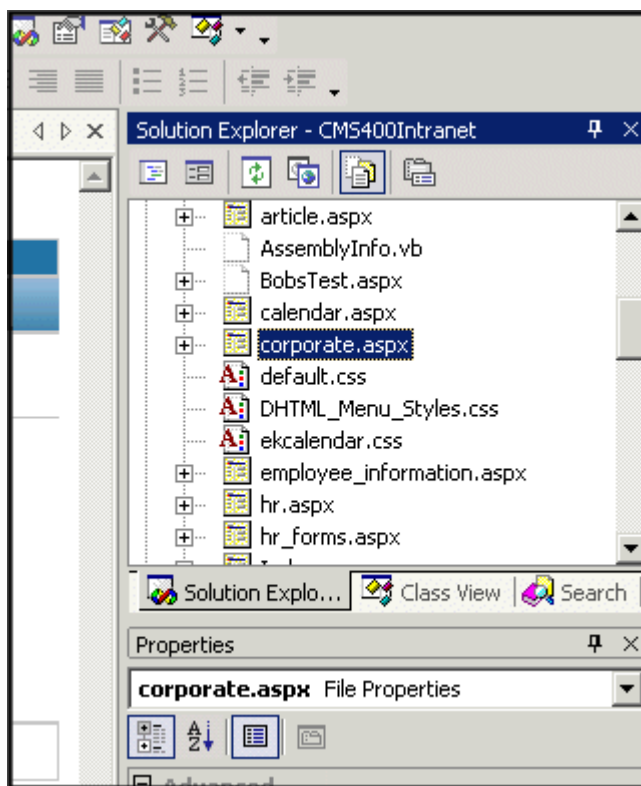 Solution Explorer - CMS400Intranet
article.aspx
AssemblyInfo.vb
BobsTest.aspx
calendar.aspx
corporate.aspx
default.css
DHTML_Menu_Styles.css
ekcalendar.css
employee_information.aspx
hr.aspx
hr_forms.aspx
Solution Explo... Class View Search
Properties
corporate.aspx File Properties
Advanced